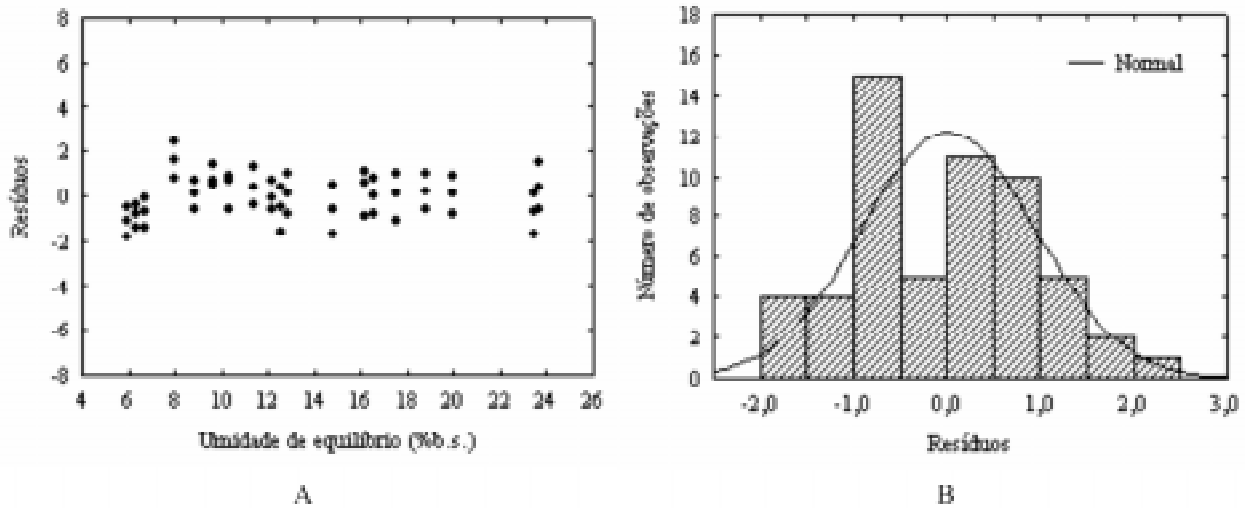 8
6
4
2
0
-2
-4
-6
-8
Resíduos
4 6 8 10 12 14 16 18 20 22 24 26
Umidade de equilíbrio (%b.s.)
A
18
16
14
12
10
8
6
4
2
0
Número de observações
Normal
-2,0 -1,0 0,0 1,0 2,0 3,0
Resíduos
B